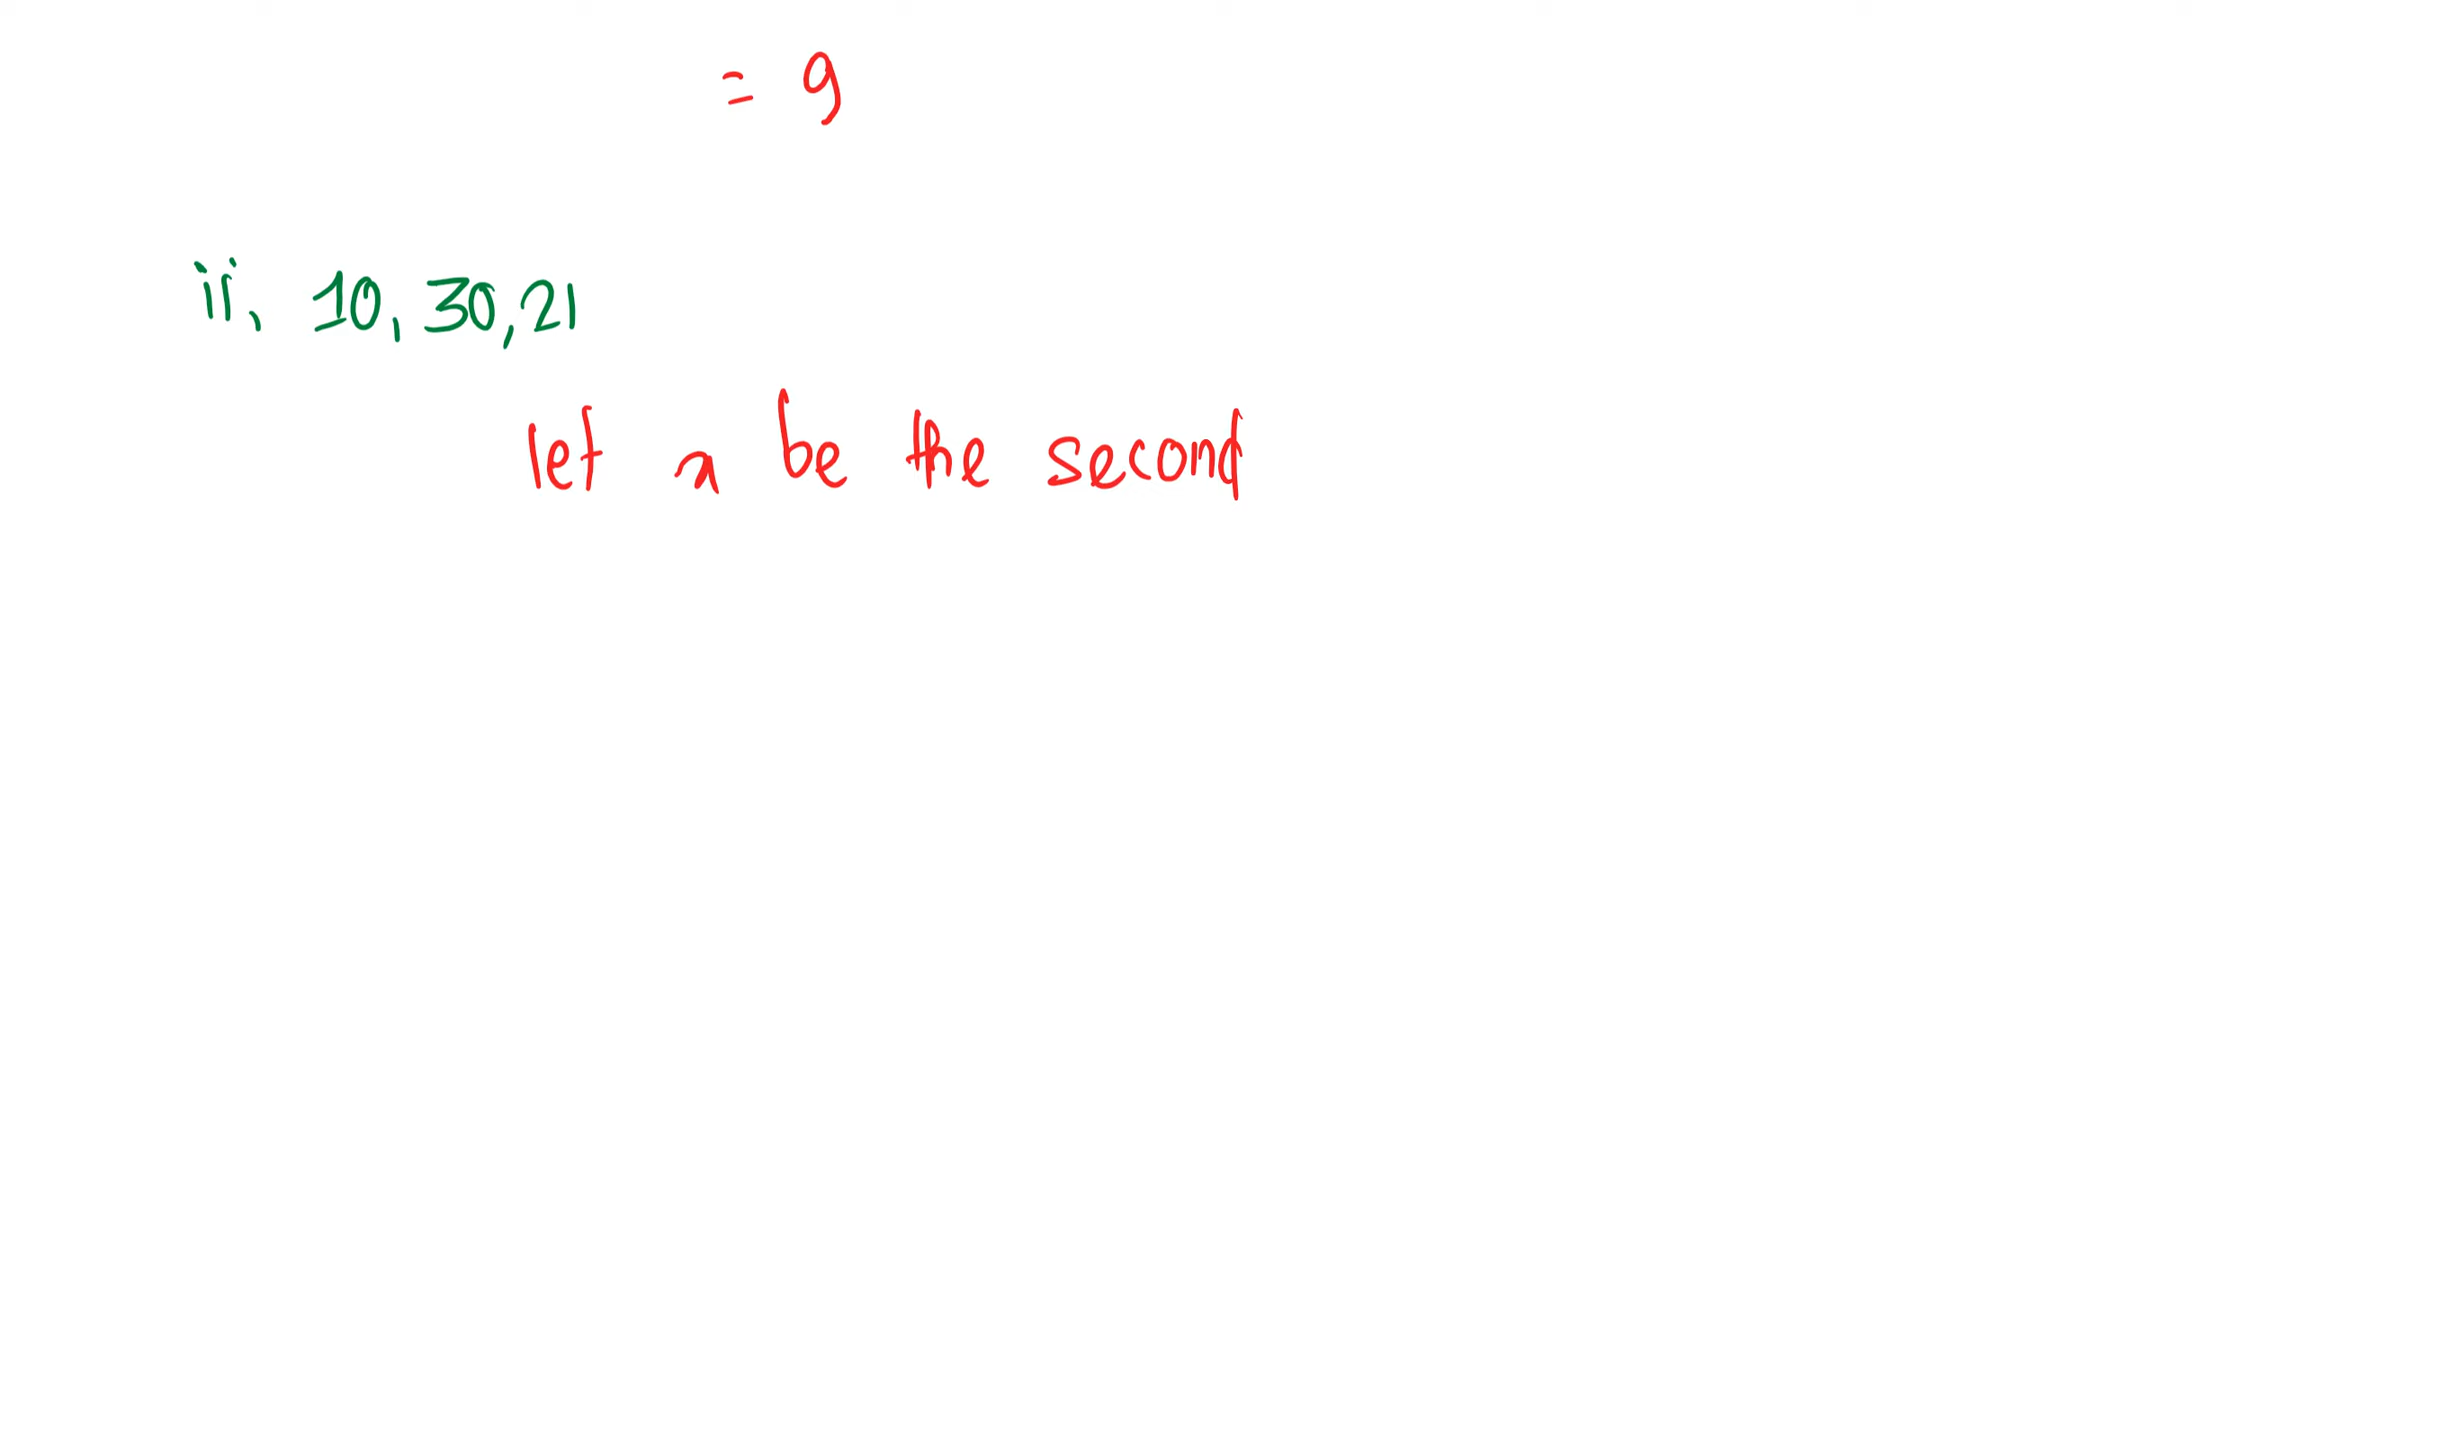 = 9
ii, 10, 30, 21
let x be the second